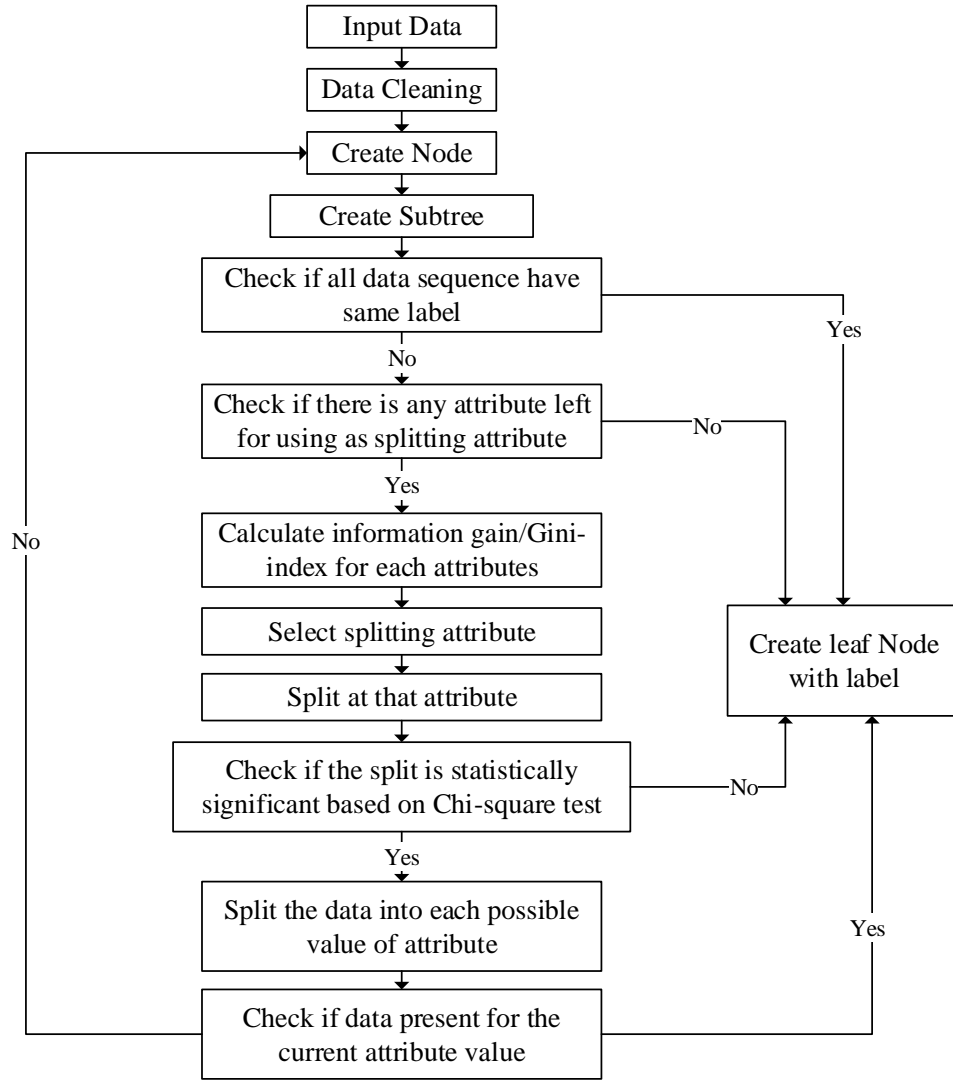 Input Data
Data Cleaning
Create Node
Create Subtree
Check if all data sequence have
same label
Yes
No
Check if there is any attribute left
for using as splitting attribute
No
Yes
Calculate information gain/Gini-
index for each attributes
No
Select splitting attribute
Create leaf Node
with label
Split at that attribute
Check if the split is statistically
significant based on Chi-square test
No
Yes
Split the data into each possible
value of attribute
Yes
Check if data present for the
current attribute value